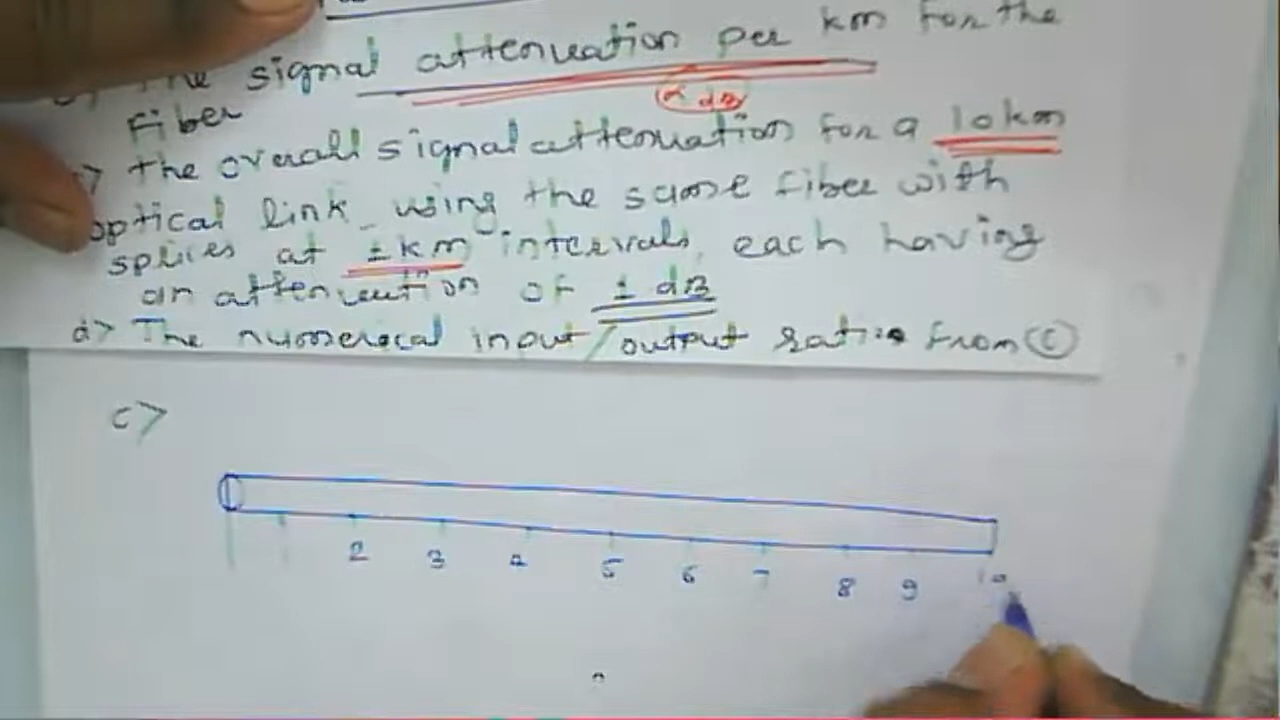 The signal attenuation per km for the
fiber
α dB
The overall signal attenuation for a 10km
optical link using the same fiber with
splices at 1km intervals, each having
an attenuation of 1 dB
d> The numerical input/output ratio from (c)
c>
2 3 4 5 6 7 8 9 10